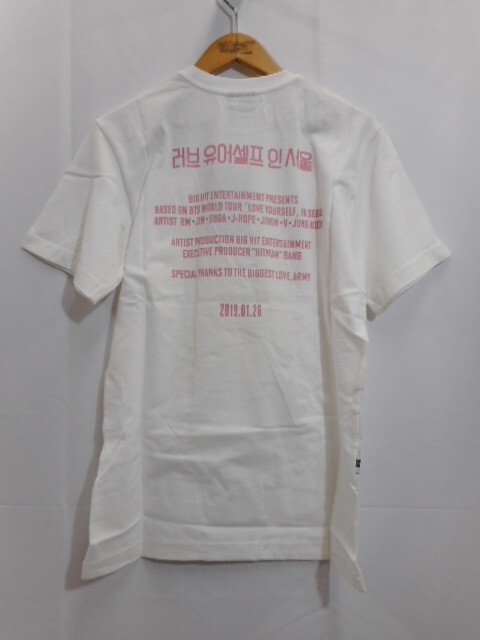 러브 유어셀프 인 서울
BIG HIT ENTERTAINMENT PRESENTS
BASED ON BTS WORLD TOUR 'LOVE YOURSELF' IN SEOUL
ARTIST RM · JIN · SUGA · J-HOPE · JIMIN · V · JUNG KOOK
ARTIST PRODUCTION BIG HIT ENTERTAINMENT
EXECUTIVE PRODUCER "HITMAN" BANG
SPECIAL THANKS TO THE BIGGEST LOVE, ARMY
2019.01.26